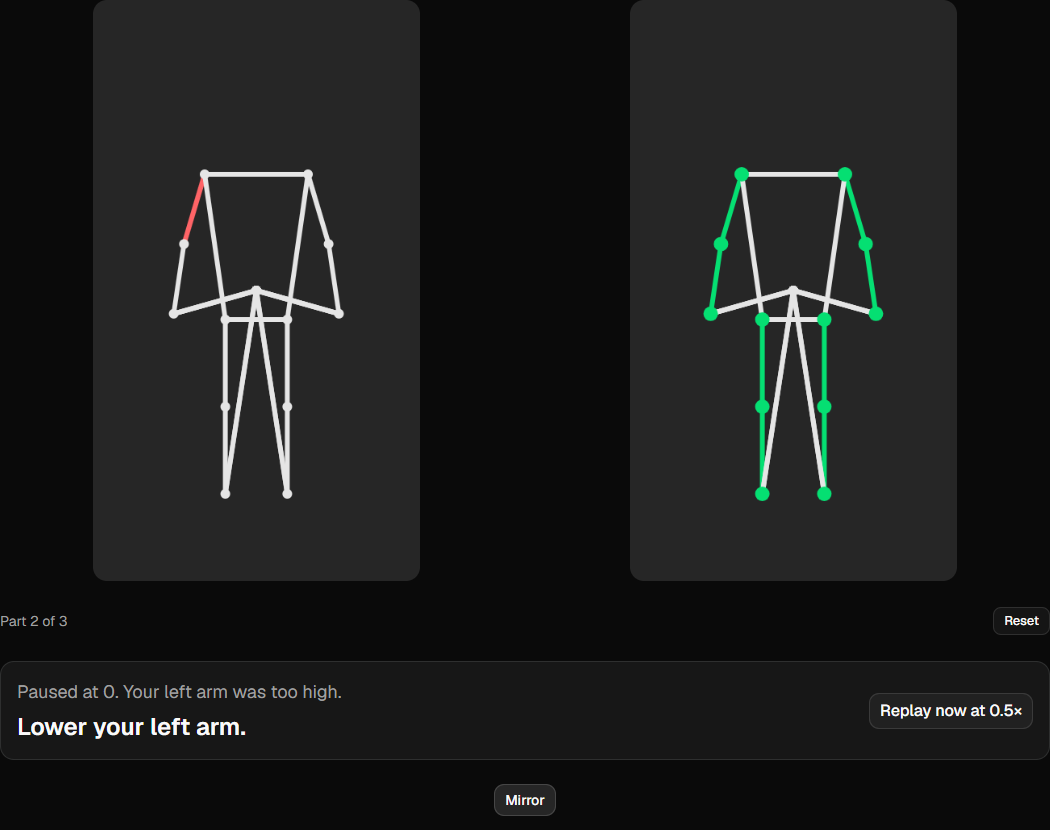 Part 2 of 3
Reset
Paused at 0. Your left arm was too high.
Lower your left arm.
Replay now at 0.5×
Mirror